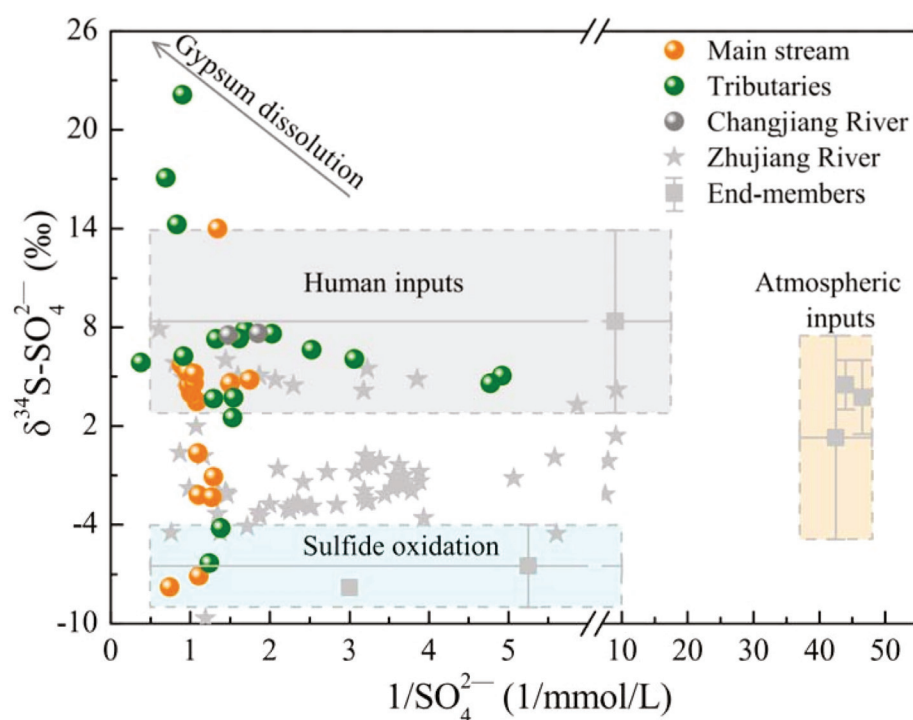 26
20
14
8
2
-4
-10
δ³⁴S-SO₄²⁻ (‰)
Gypsum dissolution
Main stream
Tributaries
Changjiang River
Zhujiang River
End-members
Human inputs
Atmospheric
inputs
Sulfide oxidation
0 1 2 3 4 5 10 20 30 40 50
1/SO₄²⁻ (1/mmol/L)